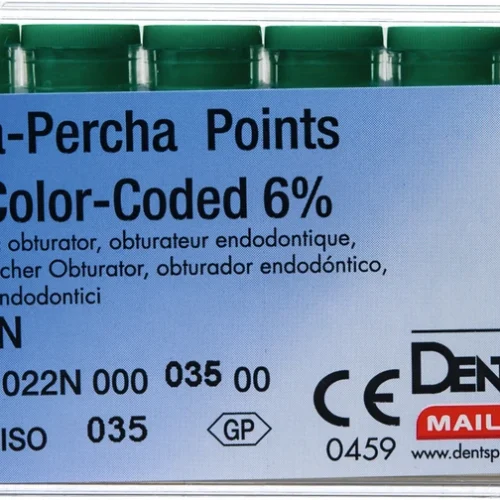 a-Percha Points
Color-Coded 6%
obturator, obturateur endodontique,
cher Obturator, obturador endodóntico,
ndodontici
N
022N 000 035 00
ISO 035
GP
CE
0459
DENT
MAIL
www.dentsp